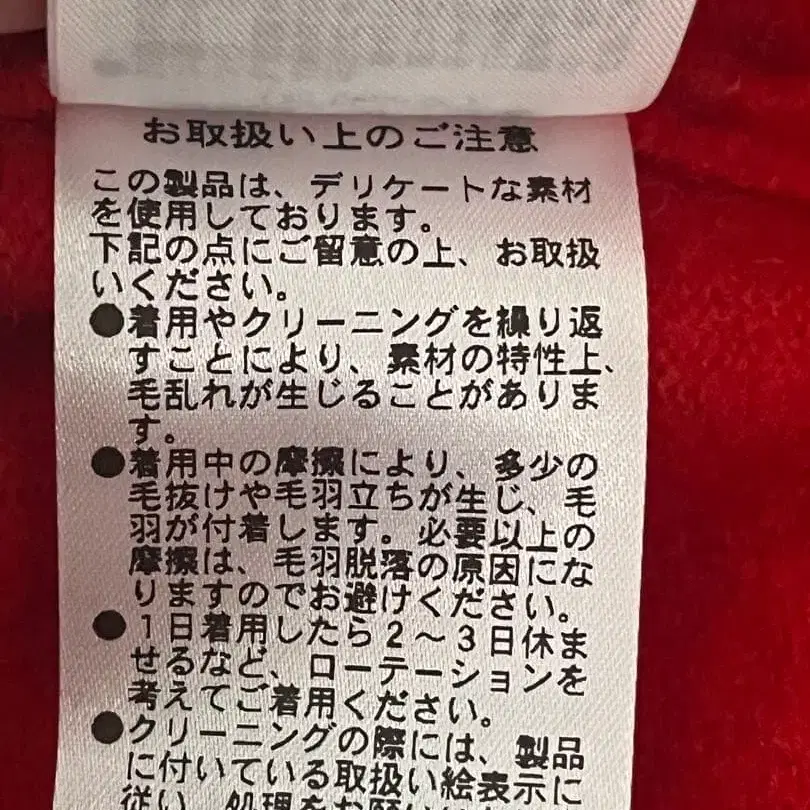 お取扱い上のご注意
この製品は、デリケートな素材
を使用しております。
下記の点にご留意の上、お取扱
いください。
●着用やクリーニングを繰り返
すことにより、素材の特性上、
毛乱れが生じることがありま
す。
●着用中の摩擦により、多少の
毛抜けや毛羽立ちが生じ、毛
羽が付着します。必要以上の
摩擦は、毛羽脱落の原因にな
りますのでお避けください。
●1日着用したら2～3日休ま
せるなど、ローテーションを
考えてご着用ください。
●クリーニングの際には、製品
に付いている取扱い絵表示に
従い、処理をお願い